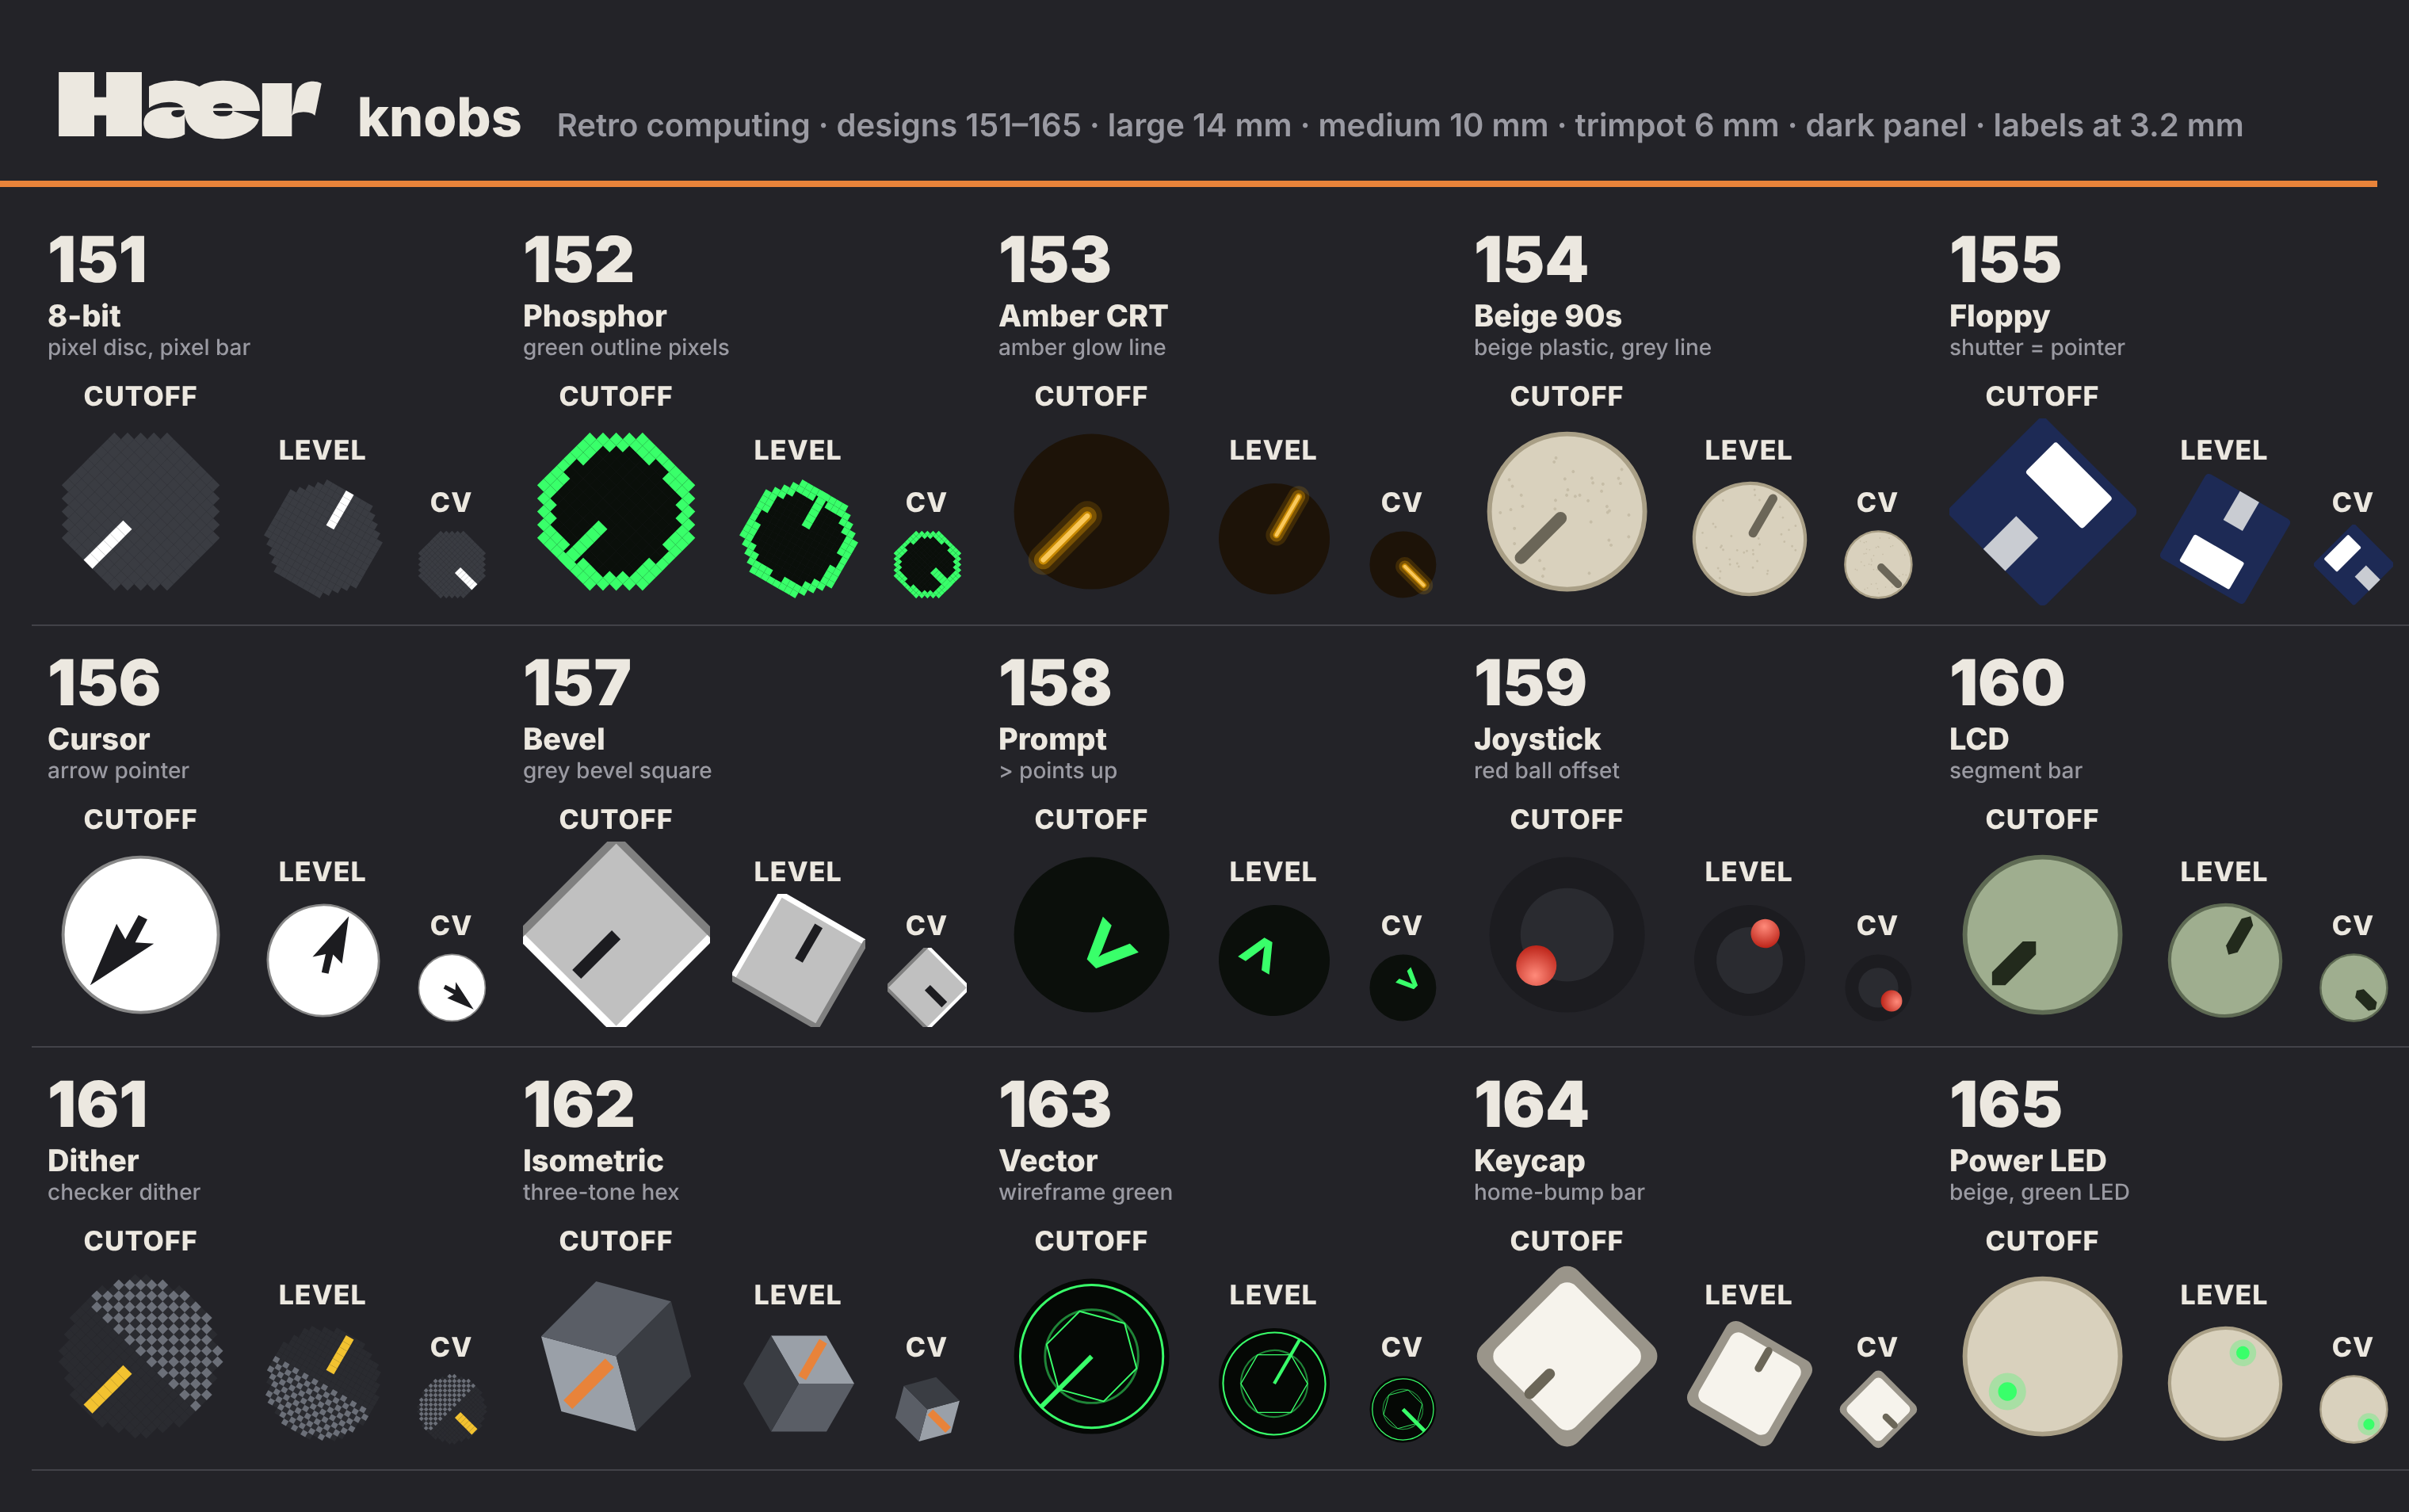 Hær knobs Retro computing · designs 151–165 · large 14 mm · medium 10 mm · trimpot 6 mm · dark panel · labels at 3.2 mm
151 152 153 154 155
8-bit Phosphor Amber CRT Beige 90s Floppy
pixel disc, pixel bar green outline pixels amber glow line beige plastic, grey line shutter = pointer
CUTOFF CUTOFF CUTOFF CUTOFF CUTOFF
LEVEL LEVEL LEVEL LEVEL LEVEL
CV CV CV CV CV
156 157 158 159 160
Cursor Bevel Prompt Joystick LCD
arrow pointer grey bevel square > points up red ball offset segment bar
CUTOFF CUTOFF CUTOFF CUTOFF CUTOFF
LEVEL LEVEL LEVEL LEVEL LEVEL
CV CV CV CV CV
161 162 163 164 165
Dither Isometric Vector Keycap Power LED
checker dither three-tone hex wireframe green home-bump bar beige, green LED
CUTOFF CUTOFF CUTOFF CUTOFF CUTOFF
LEVEL LEVEL LEVEL LEVEL LEVEL
CV CV CV CV CV